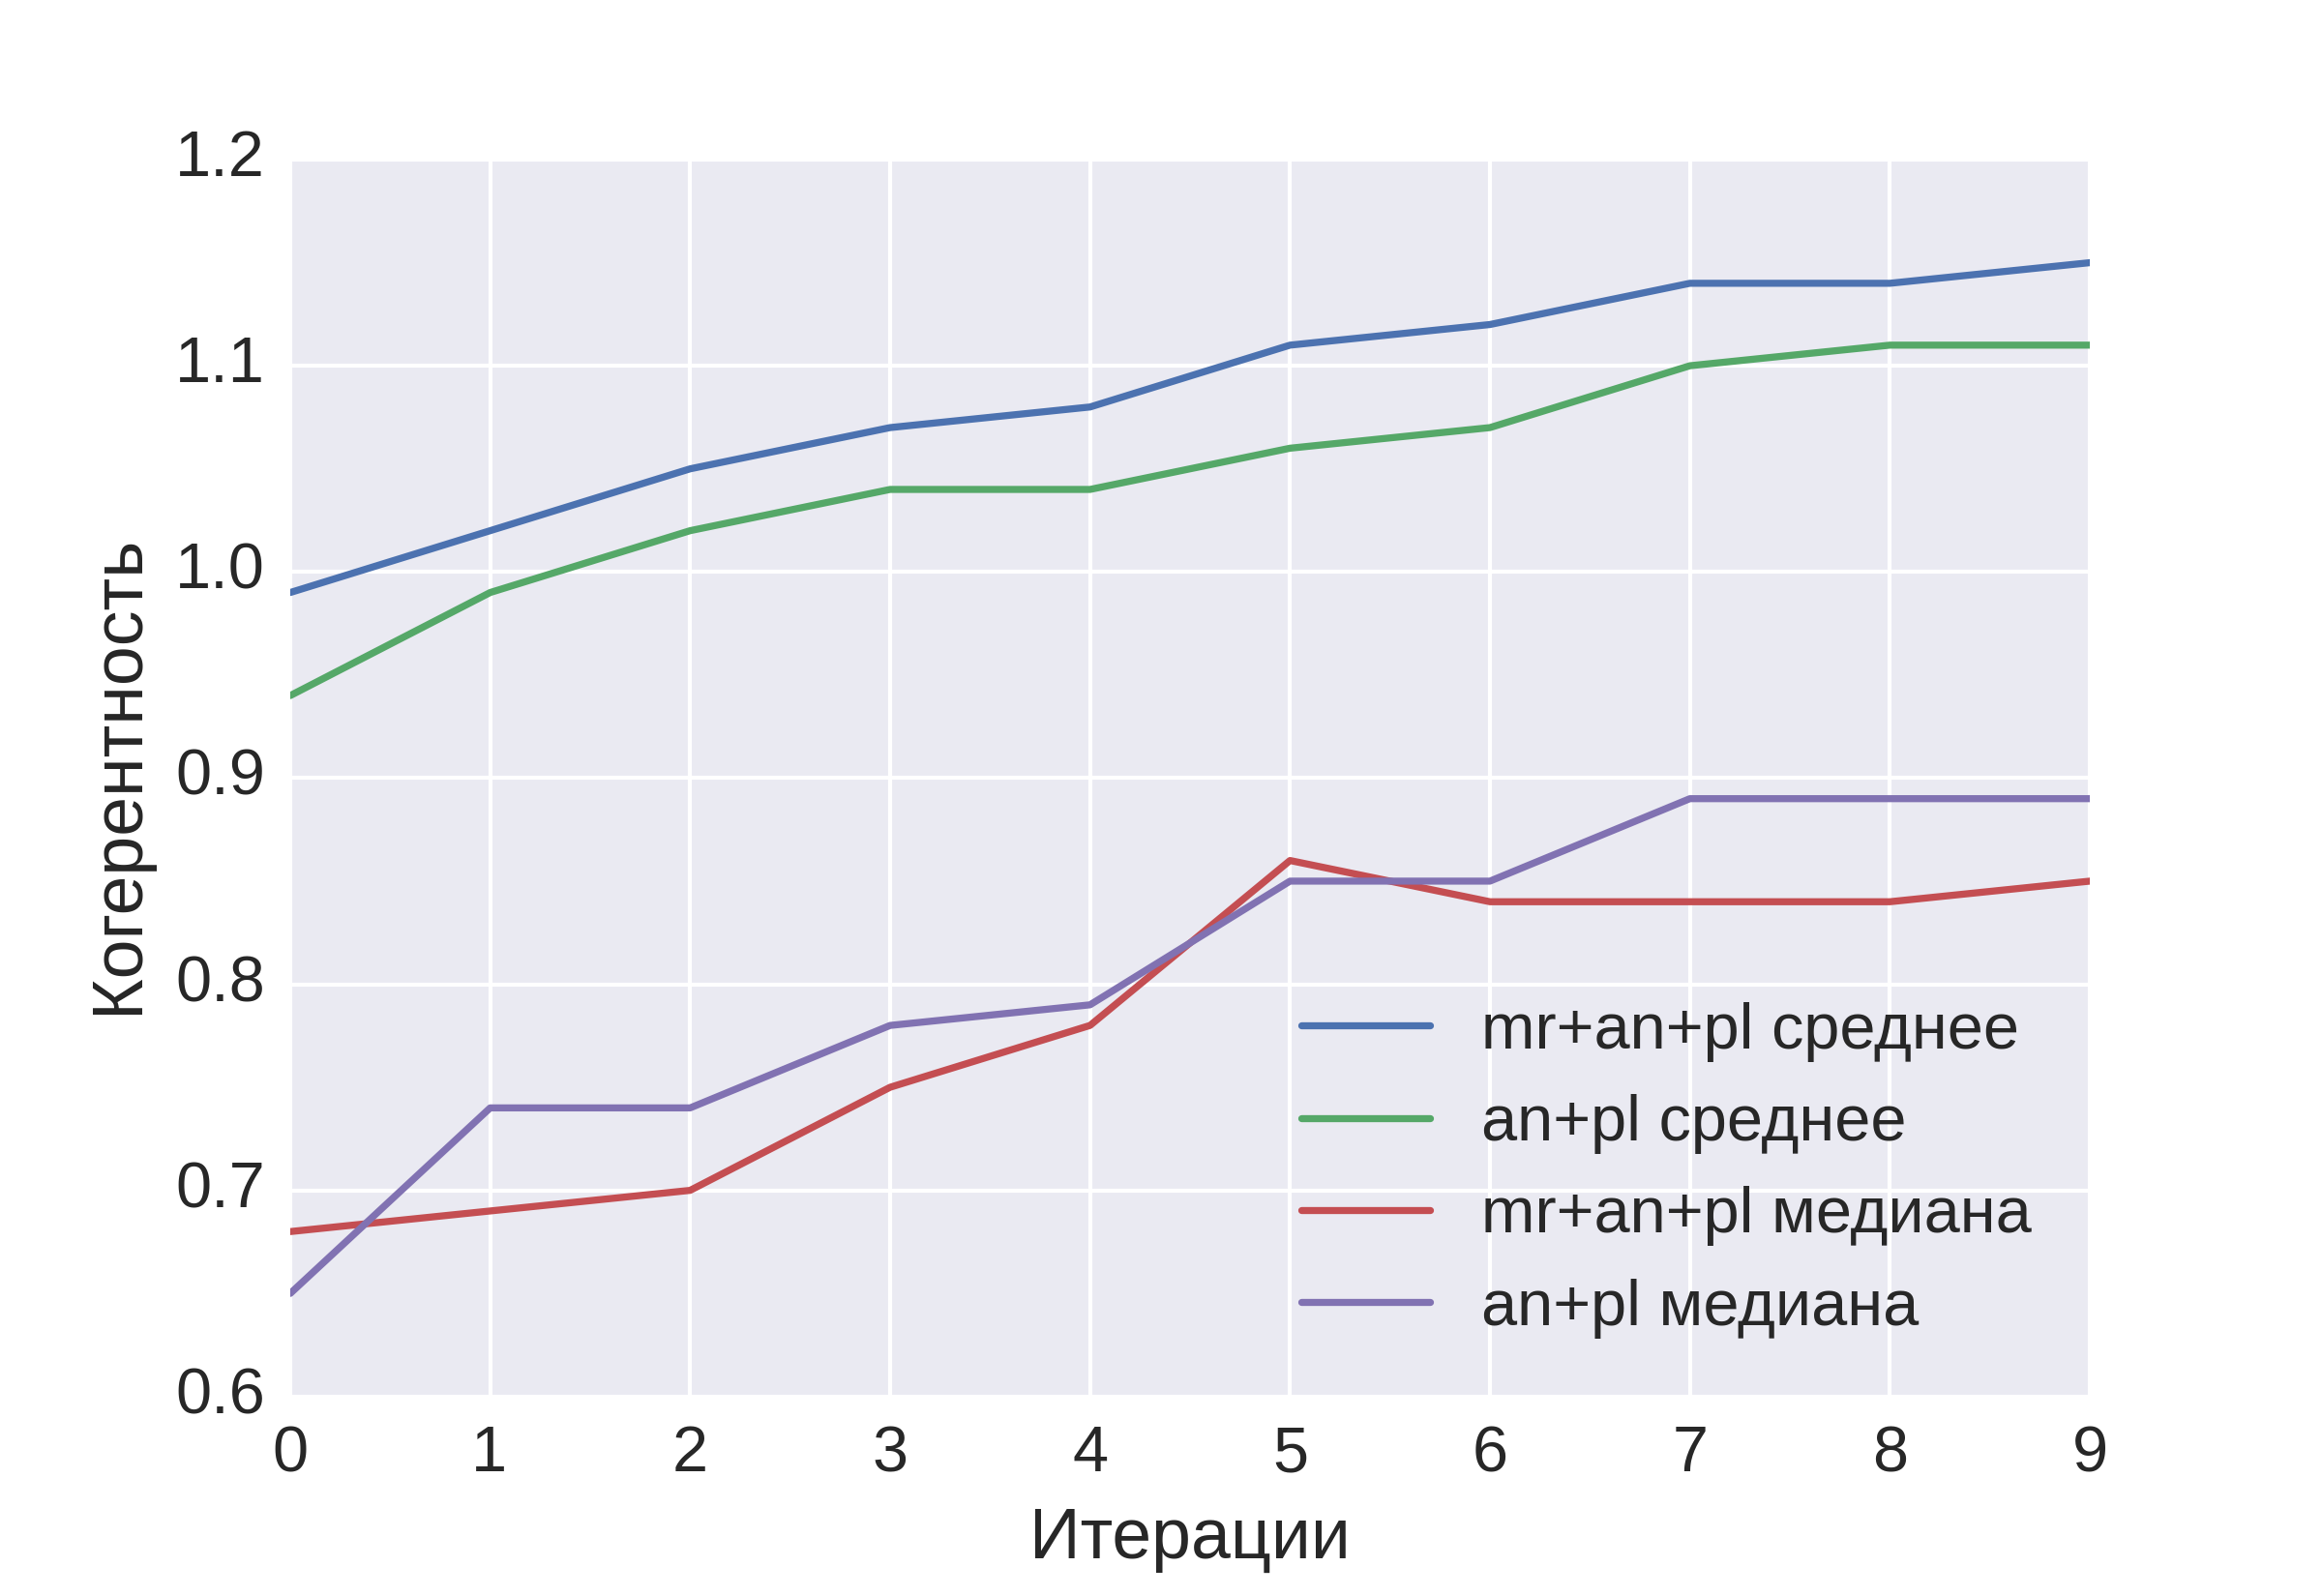 1.2
1.1
1.0
0.9
0.8
0.7
0.6
Когерентность
mr+an+pl среднее
an+pl среднее
mr+an+pl медиана
an+pl медиана
0 1 2 3 4 5 6 7 8 9
Итерации